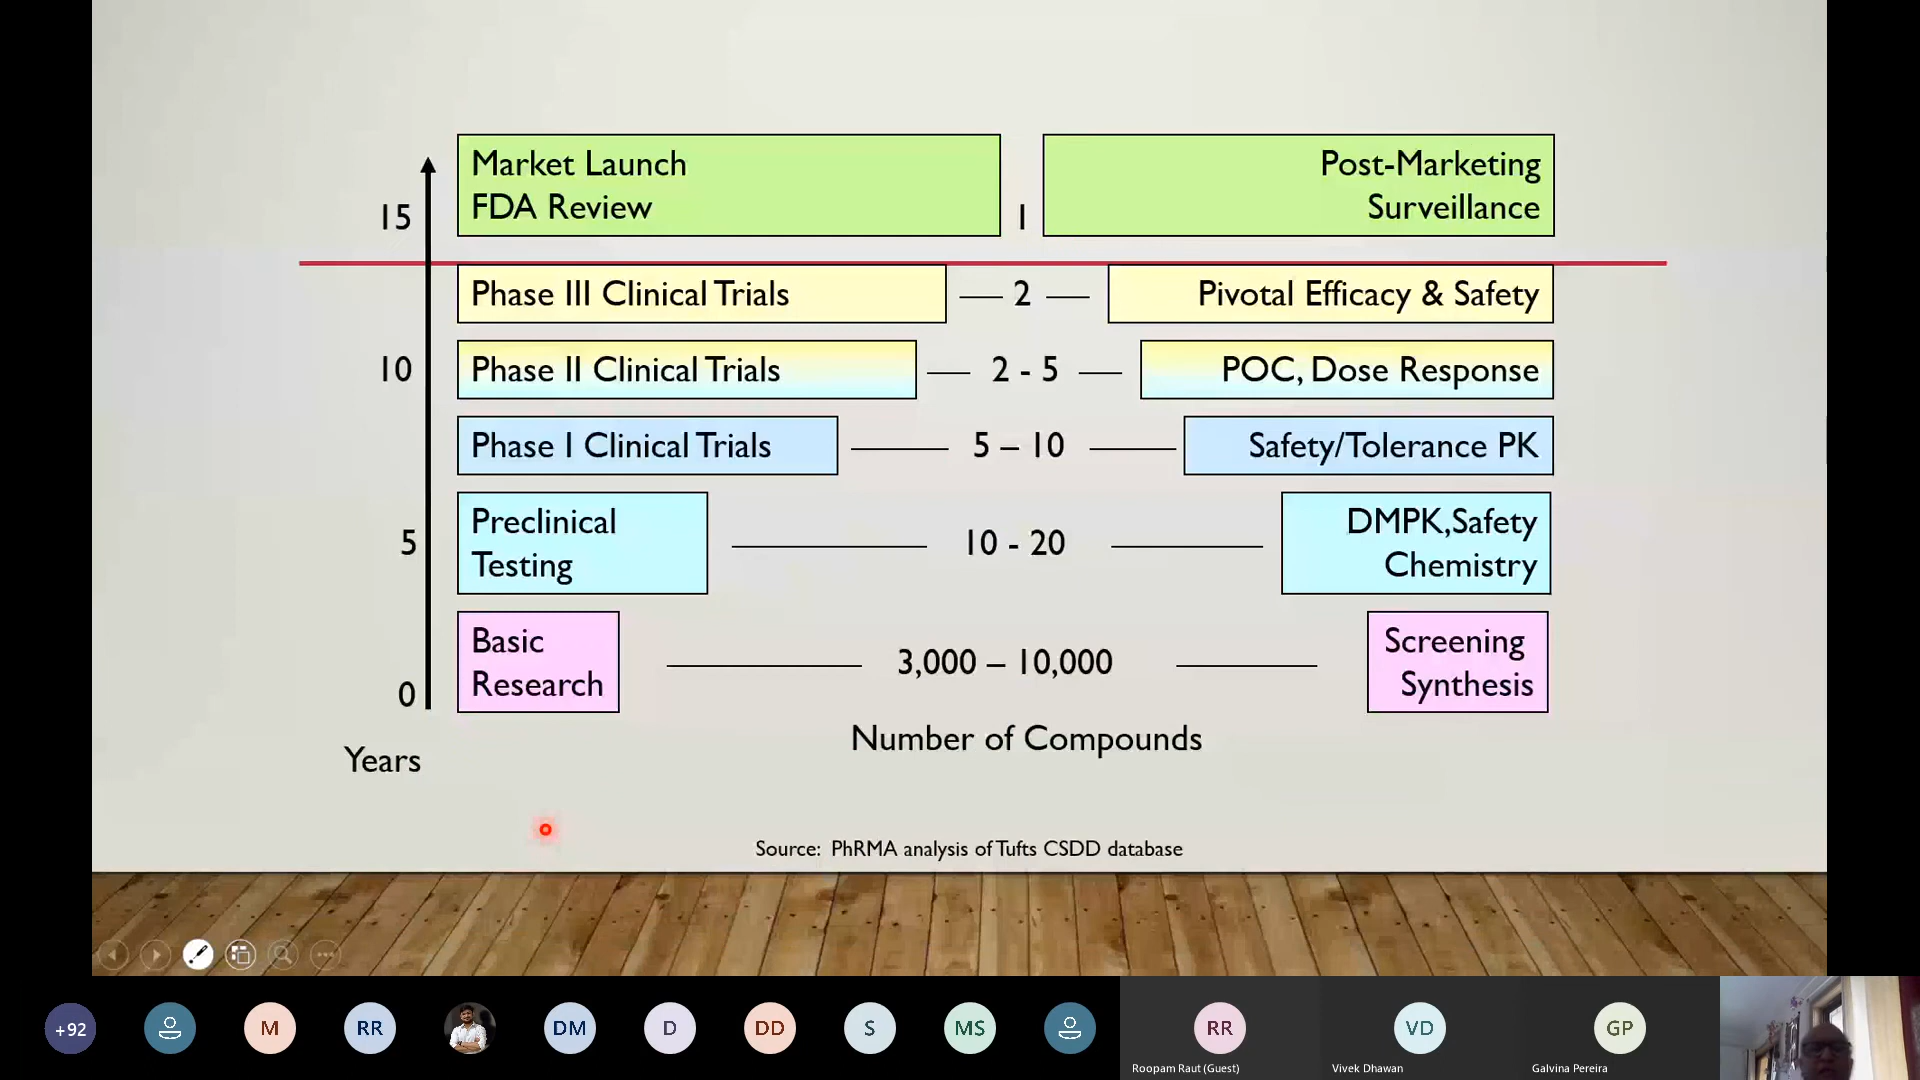 Market Launch
FDA Review
15
1
Post-Marketing
Surveillance
Phase III Clinical Trials
2
Pivotal Efficacy & Safety
10
Phase II Clinical Trials
2 - 5
POC, Dose Response
Phase I Clinical Trials
5 – 10
Safety/Tolerance PK
5
Preclinical
Testing
10 - 20
DMPK,Safety
Chemistry
0
Basic
Research
3,000 – 10,000
Screening
Synthesis
Number of Compounds
Years
Source: PhRMA analysis of Tufts CSDD database
+92
M
RR
DM
D
DD
S
MS
RR
VD
GP
Roopam Raut (Guest)
Vivek Dhawan
Galvina Pereira